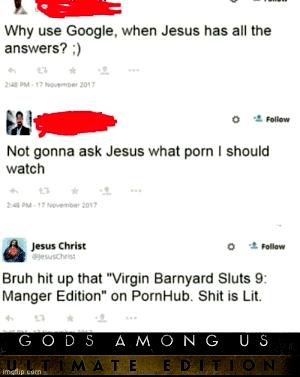 Why use Google, when Jesus has all the
answers? ;)
2:48 PM - 17 November 2017
Follow
Not gonna ask Jesus what porn I should
watch
2:48 PM - 17 November 2017
Jesus Christ
@JesusChrist
Follow
Bruh hit up that "Virgin Barnyard Sluts 9:
Manger Edition" on PornHub. Shit is Lit.
GODS AMONG US
ULTIMATE EDITION
imgflip.com